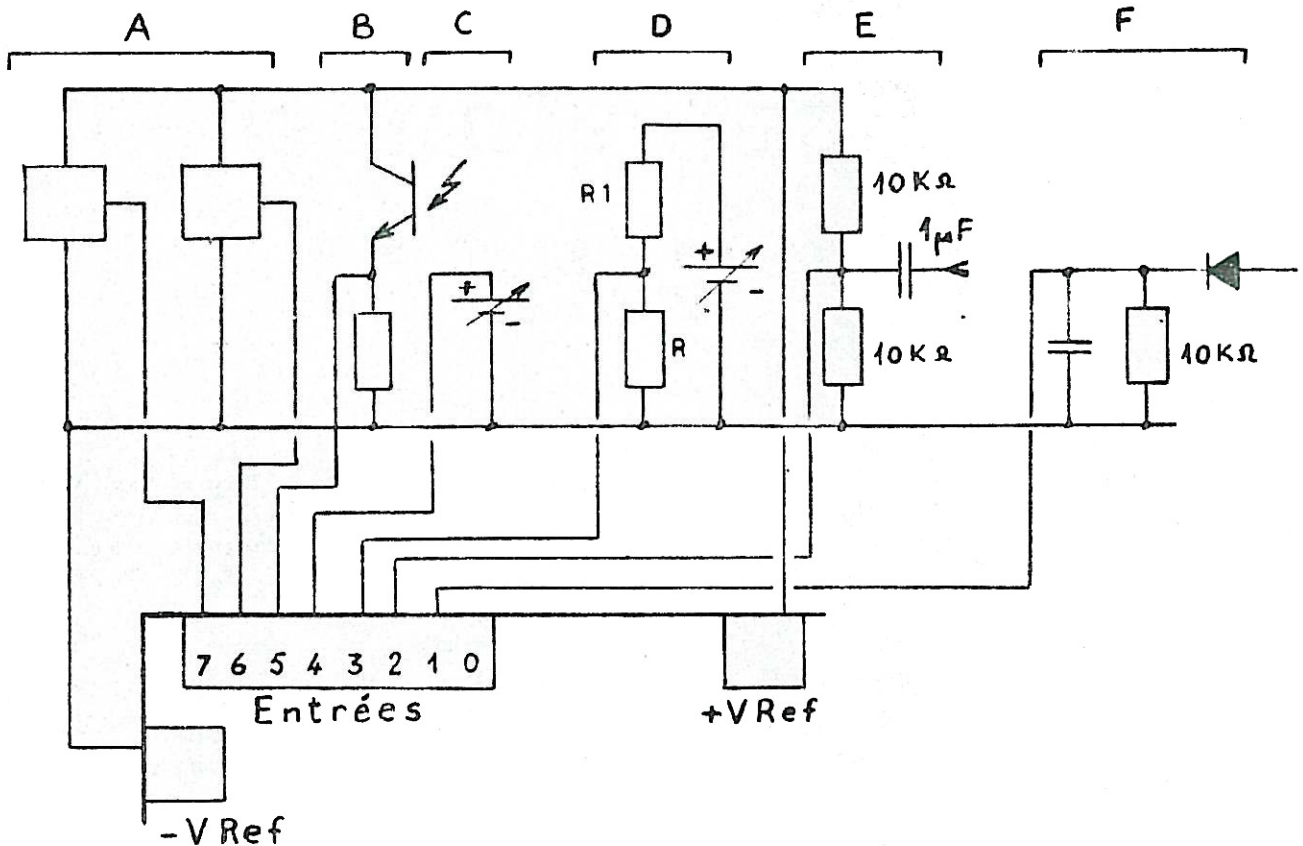 A B C D E F
R1
10KΩ
1µF
+
-
+
-
R
10KΩ
10KΩ
7 6 5 4 3 2 1 0
Entrées
+VRef
-VRef